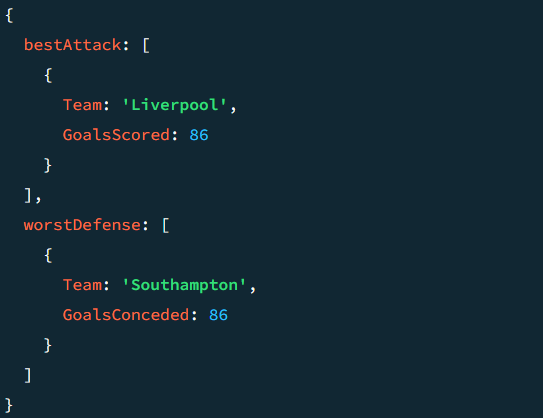 {
  bestAttack: [
    {
      Team: 'Liverpool',
      GoalsScored: 86
    }
  ],
  worstDefense: [
    {
      Team: 'Southampton',
      GoalsConceded: 86
    }
  ]
}